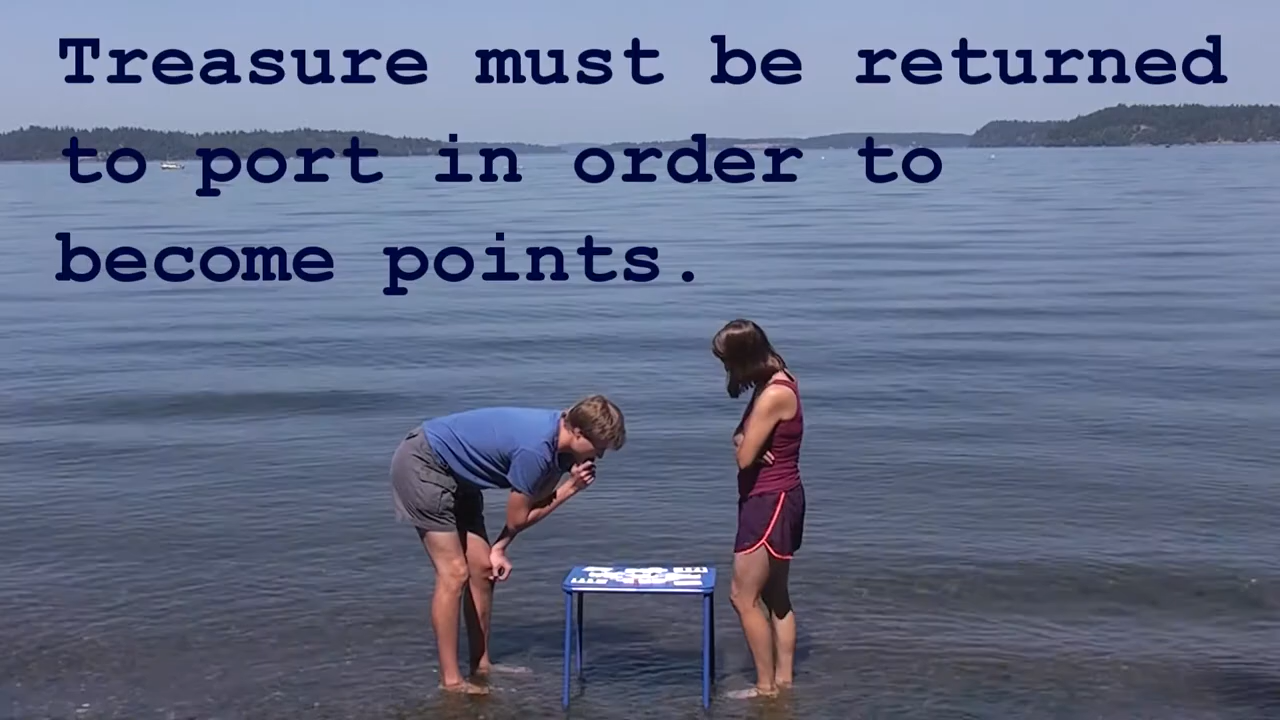 Treasure must be returned
to port in order to
become points.